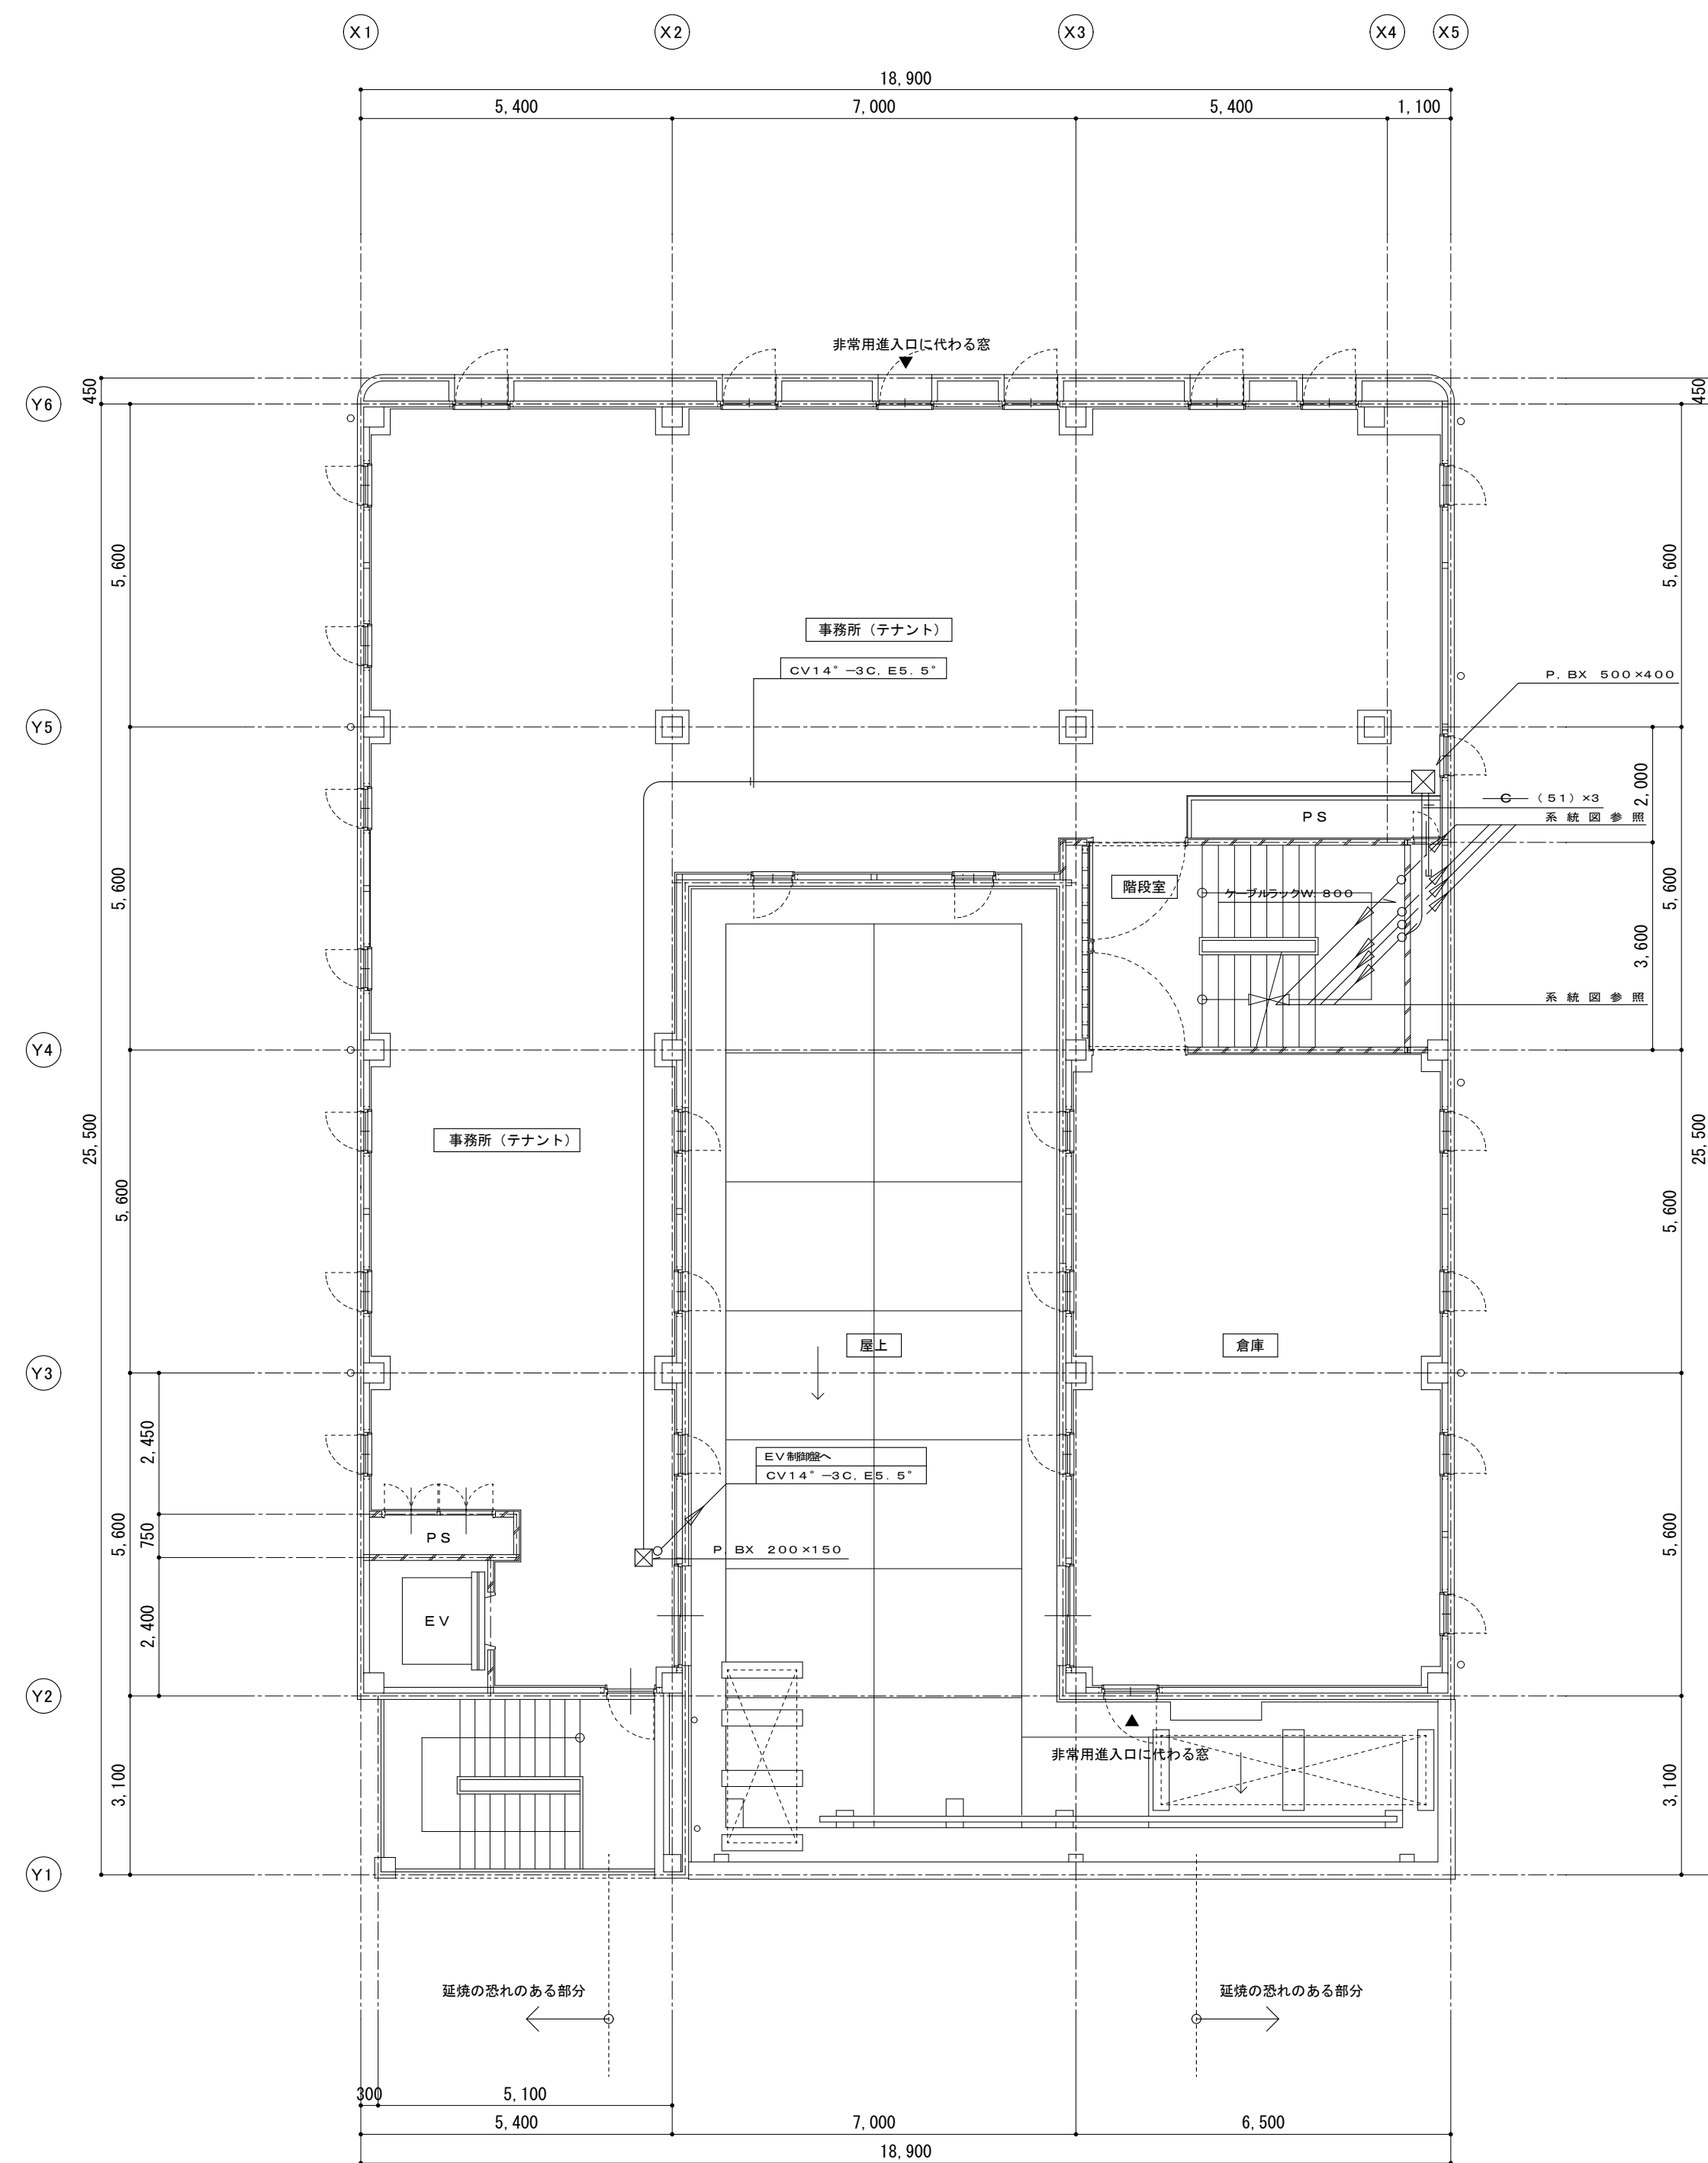 X1 X2 X3 X4 X5
18,900
5,400 7,000 5,400 1,100
非常用進入口に代わる窓
450
450
Y6
5,600
5,600
事務所（テナント）
CV14°−3C, E5.5°
P, BX 500×400
Y5
2,000
C (51)×3
系統図参照
PS
5,600
階段室
ケーブルラックW.800
5,600
3,600
系統図参照
Y4
25,500
25,500
事務所（テナント）
5,600
5,600
屋上
倉庫
Y3
2,450
EV制御盤へ
CV14°−3C, E5.5°
5,600
750
PS
P, BX 200×150
5,600
2,400
EV
Y2
非常用進入口に代わる窓
3,100
3,100
Y1
延焼の恐れのある部分
延焼の恐れのある部分
300 5,100
5,400 7,000 6,500
18,900